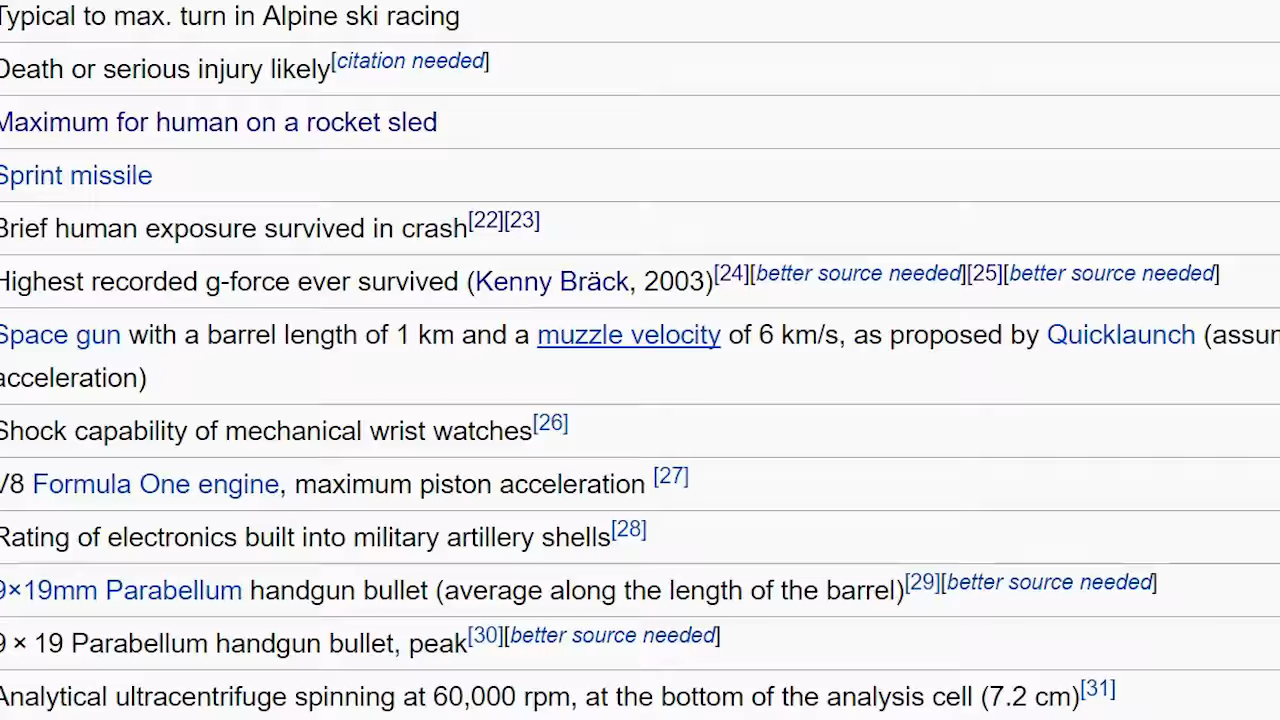 Typical to max. turn in Alpine ski racing
Death or serious injury likely[citation needed]
Maximum for human on a rocket sled
Sprint missile
Brief human exposure survived in crash[22][23]
Highest recorded g-force ever survived (Kenny Bräck, 2003)[24][better source needed][25][better source needed]
Space gun with a barrel length of 1 km and a muzzle velocity of 6 km/s, as proposed by Quicklaunch
acceleration)
Shock capability of mechanical wrist watches[26]
V8 Formula One engine, maximum piston acceleration [27]
Rating of electronics built into military artillery shells[28]
9×19mm Parabellum handgun bullet (average along the length of the barrel)[29][better source needed]
9 × 19 Parabellum handgun bullet, peak[30][better source needed]
Analytical ultracentrifuge spinning at 60,000 rpm, at the bottom of the analysis cell (7.2 cm)[31]